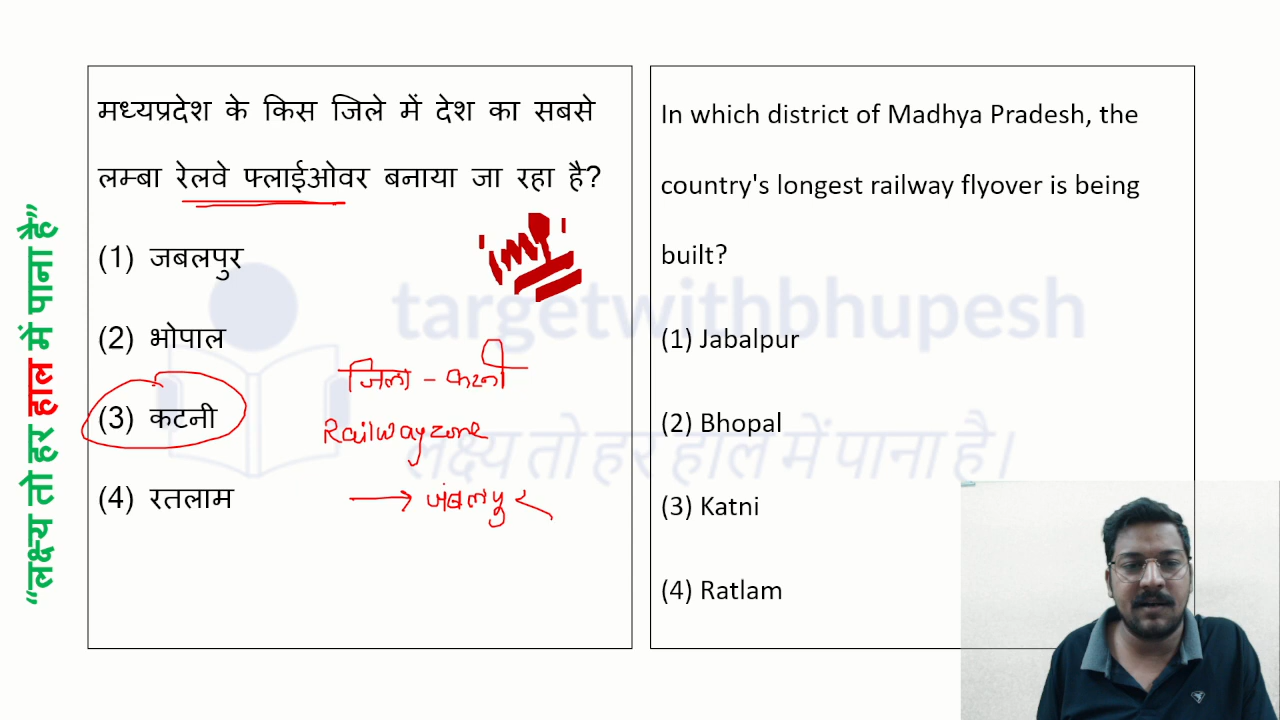 "लक्ष्य तो हर हाल में पाना है"
मध्यप्रदेश के किस जिले में देश का सबसे
लम्बा रेलवे फ्लाईओवर बनाया जा रहा है?
(1) जबलपुर
(2) भोपाल
(3) कटनी
(4) रतलाम
Imp
जिला - कटनी
Railway zone
→ जबलपुर
In which district of Madhya Pradesh, the
country's longest railway flyover is being
built?
(1) Jabalpur
(2) Bhopal
(3) Katni
(4) Ratlam
targetwithbhupesh
लक्ष्य तो हर हाल में पाना है।